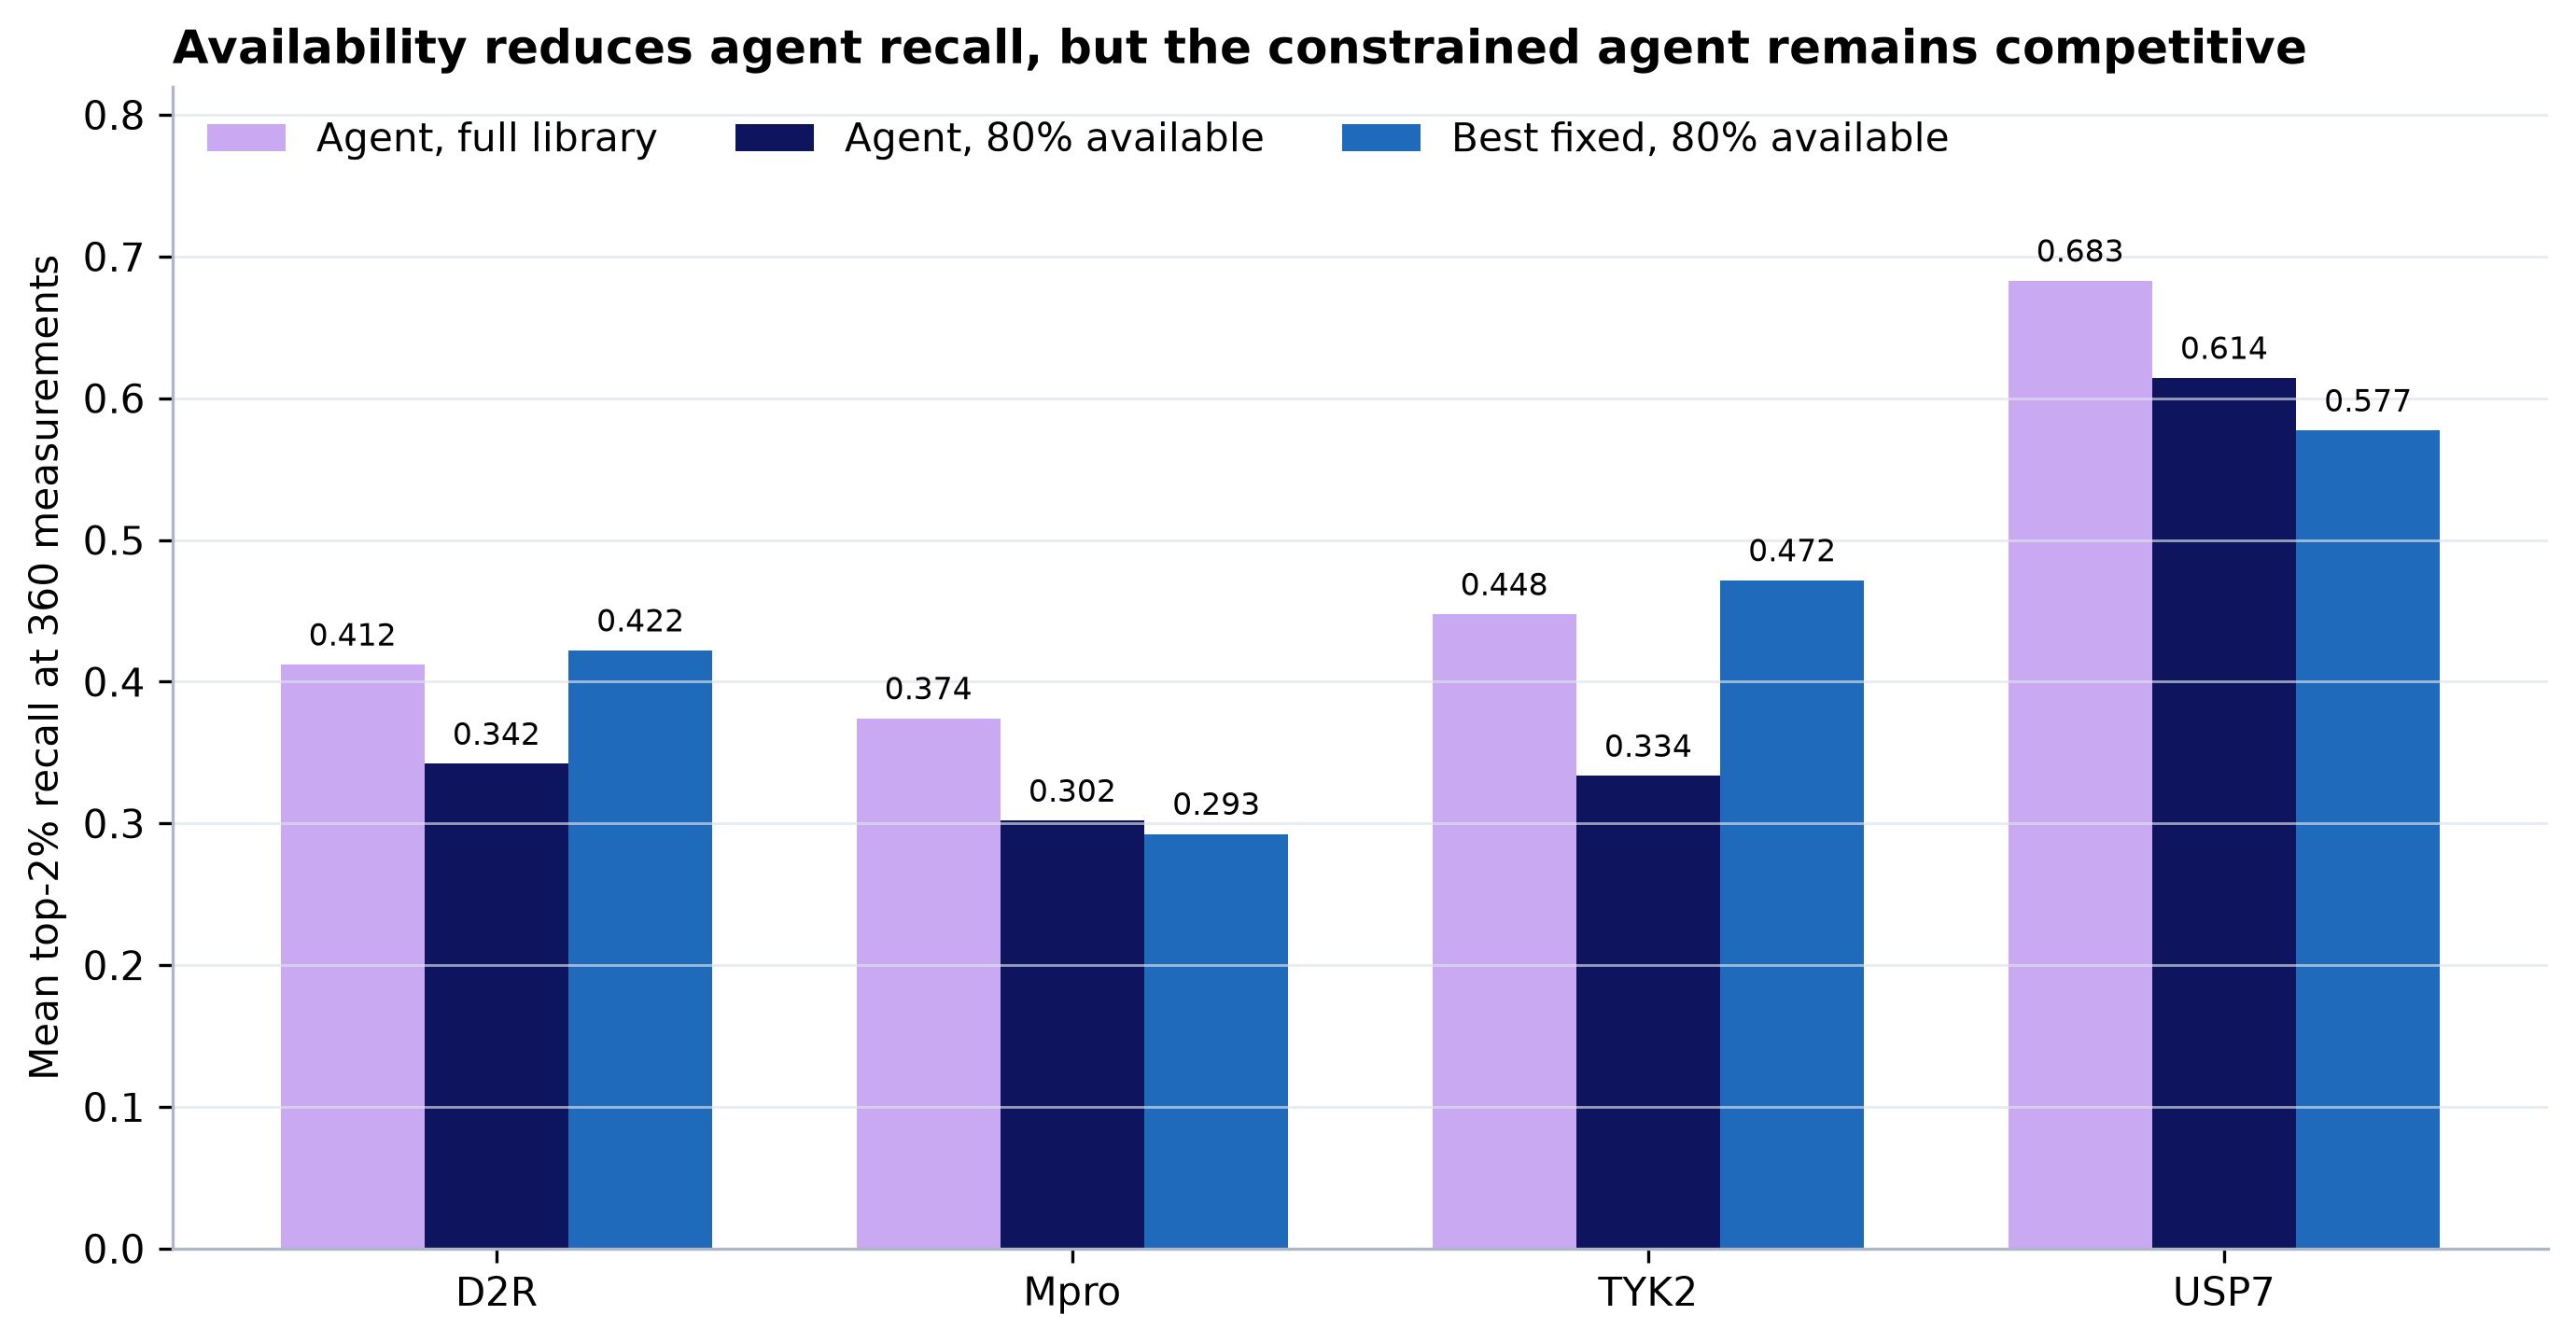 Availability reduces agent recall, but the constrained agent remains competitive
Agent, full library
Agent, 80% available
Best fixed, 80% available
Mean top-2% recall at 360 measurements
0.8
0.7
0.6
0.5
0.4
0.3
0.2
0.1
0.0
0.412
0.342
0.422
0.374
0.302
0.293
0.448
0.334
0.472
0.683
0.614
0.577
D2R
Mpro
TYK2
USP7